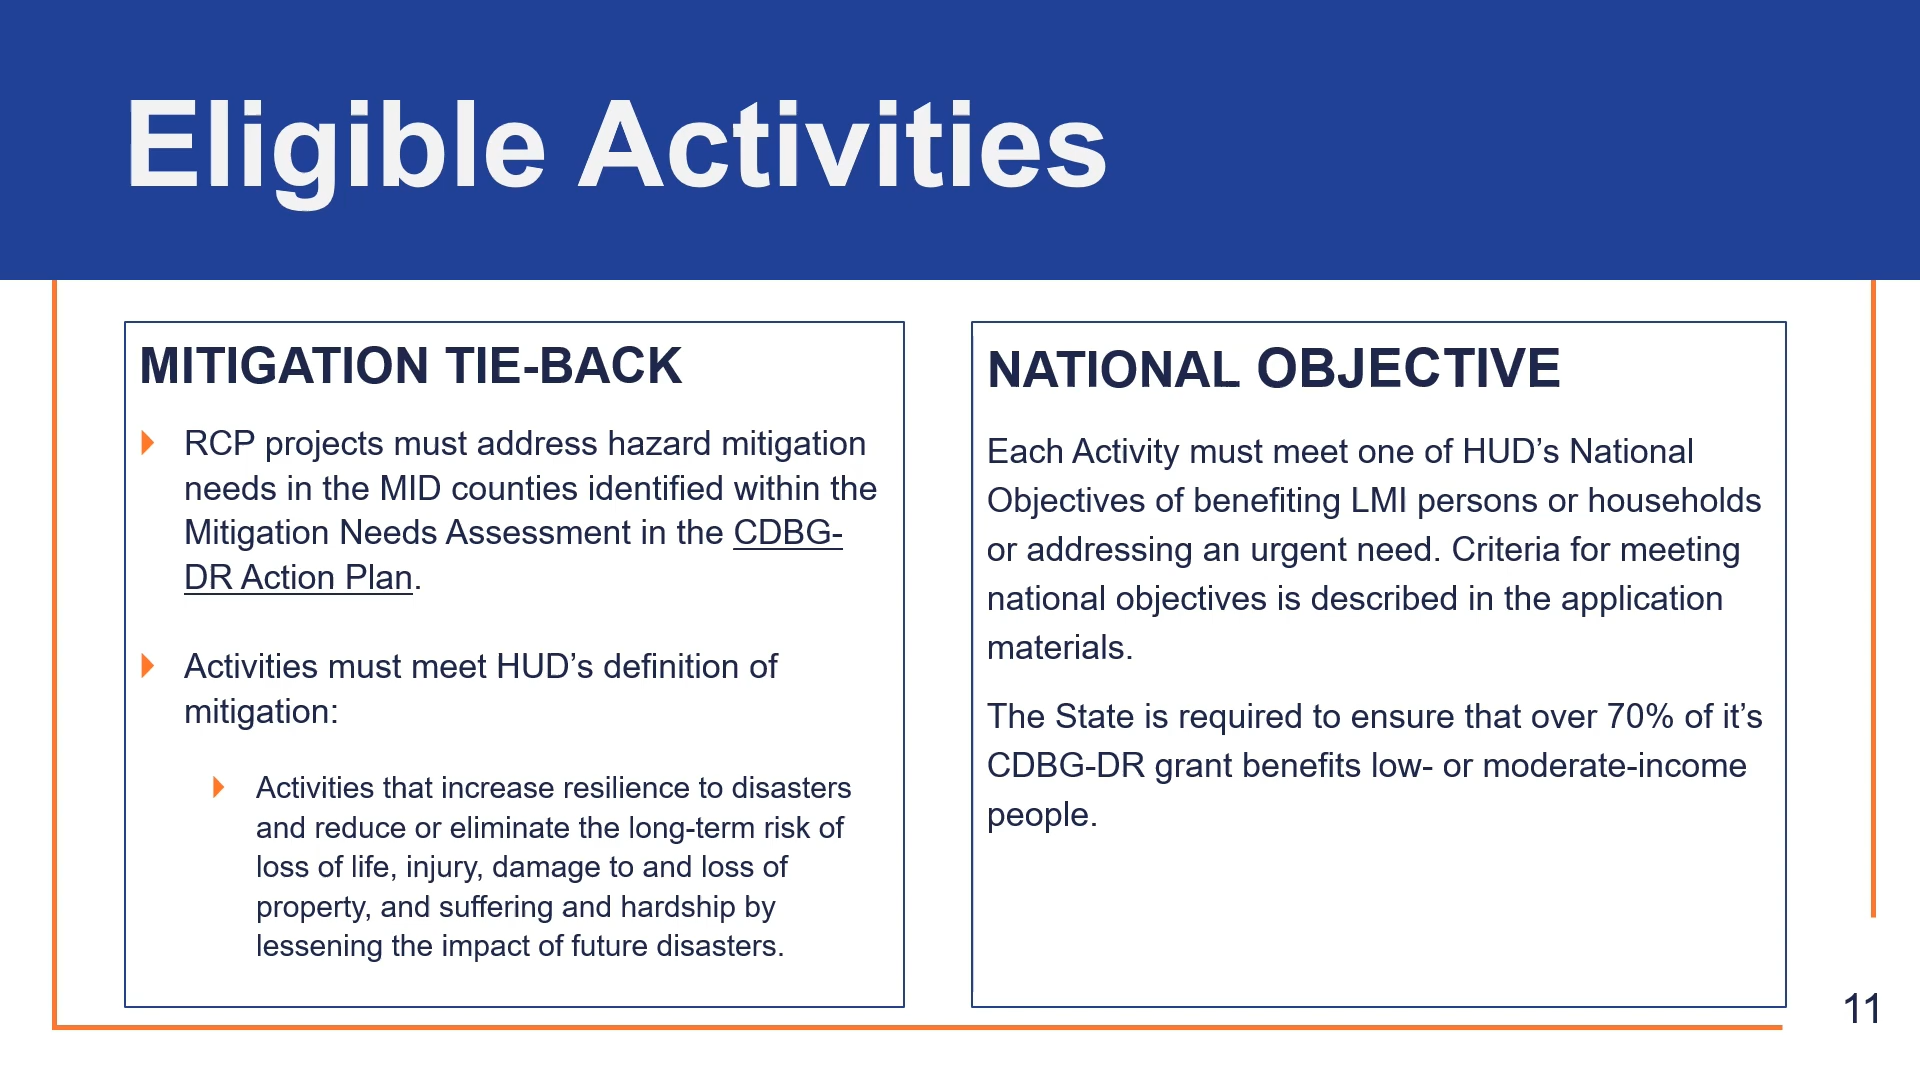 Eligible Activities
MITIGATION TIE-BACK
RCP projects must address hazard mitigation
needs in the MID counties identified within the
Mitigation Needs Assessment in the CDBG-
DR Action Plan.
Activities must meet HUD’s definition of
mitigation:
Activities that increase resilience to disasters
and reduce or eliminate the long-term risk of
loss of life, injury, damage to and loss of
property, and suffering and hardship by
lessening the impact of future disasters.
NATIONAL OBJECTIVE
Each Activity must meet one of HUD’s National
Objectives of benefiting LMI persons or households
or addressing an urgent need. Criteria for meeting
national objectives is described in the application
materials.
The State is required to ensure that over 70% of it’s
CDBG-DR grant benefits low- or moderate-income
people.
11